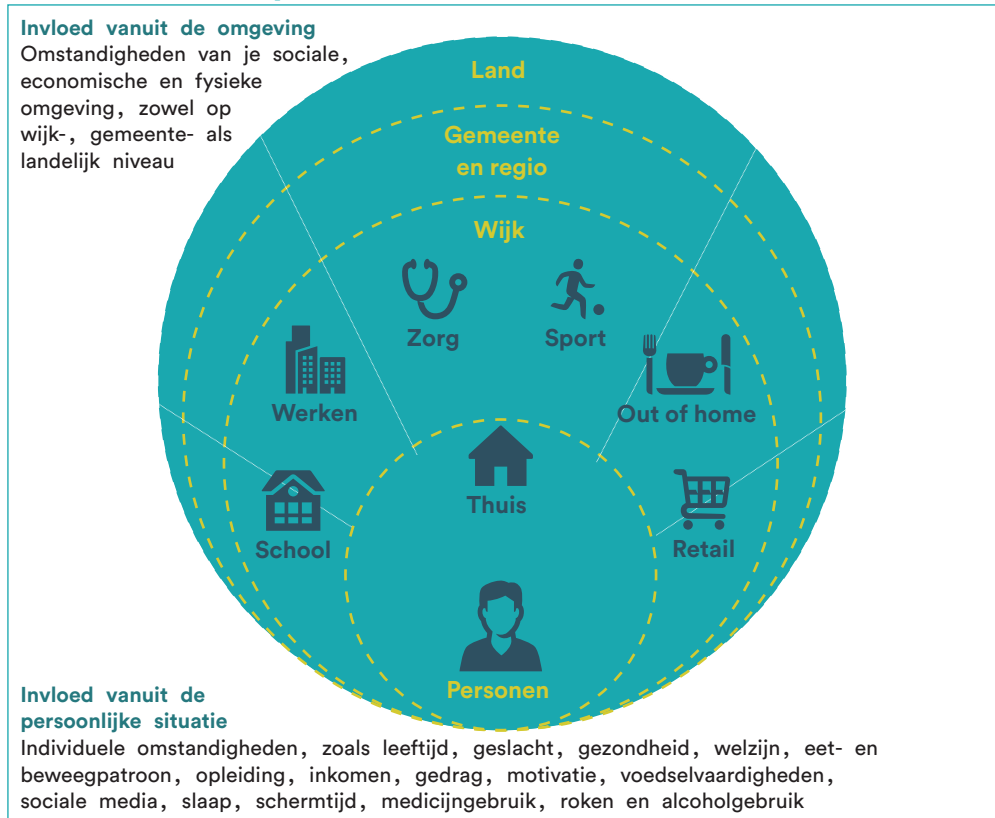 Invloed vanuit de omgeving
Omstandigheden van je sociale,
economische en fysieke
omgeving, zowel op
wijk-, gemeente- als
landelijk niveau
Land
Gemeente
en regio
Wijk
Zorg
Sport
Werken
Out of home
Thuis
School
Retail
Personen
Invloed vanuit de
persoonlijke situatie
Individuele omstandigheden, zoals leeftijd, geslacht, gezondheid, welzijn, eet- en
beweegpatroon, opleiding, inkomen, gedrag, motivatie, voedselvaardigheden,
sociale media, slaap, schermtijd, medicijngebruik, roken en alcoholgebruik